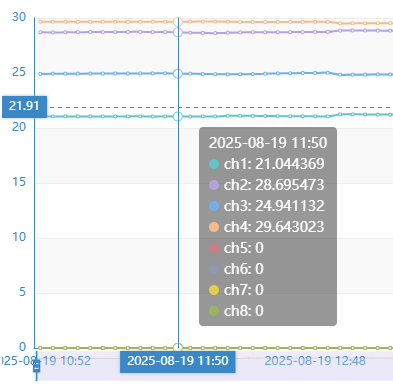 30
25
21.91
20
15
10
5
0
2025-08-19 11:50
ch1: 21.044369
ch2: 28.695473
ch3: 24.941132
ch4: 29.643023
ch5: 0
ch6: 0
ch7: 0
ch8: 0
025-08-19 10:52
2025-08-19 11:50
2025-08-19 12:48